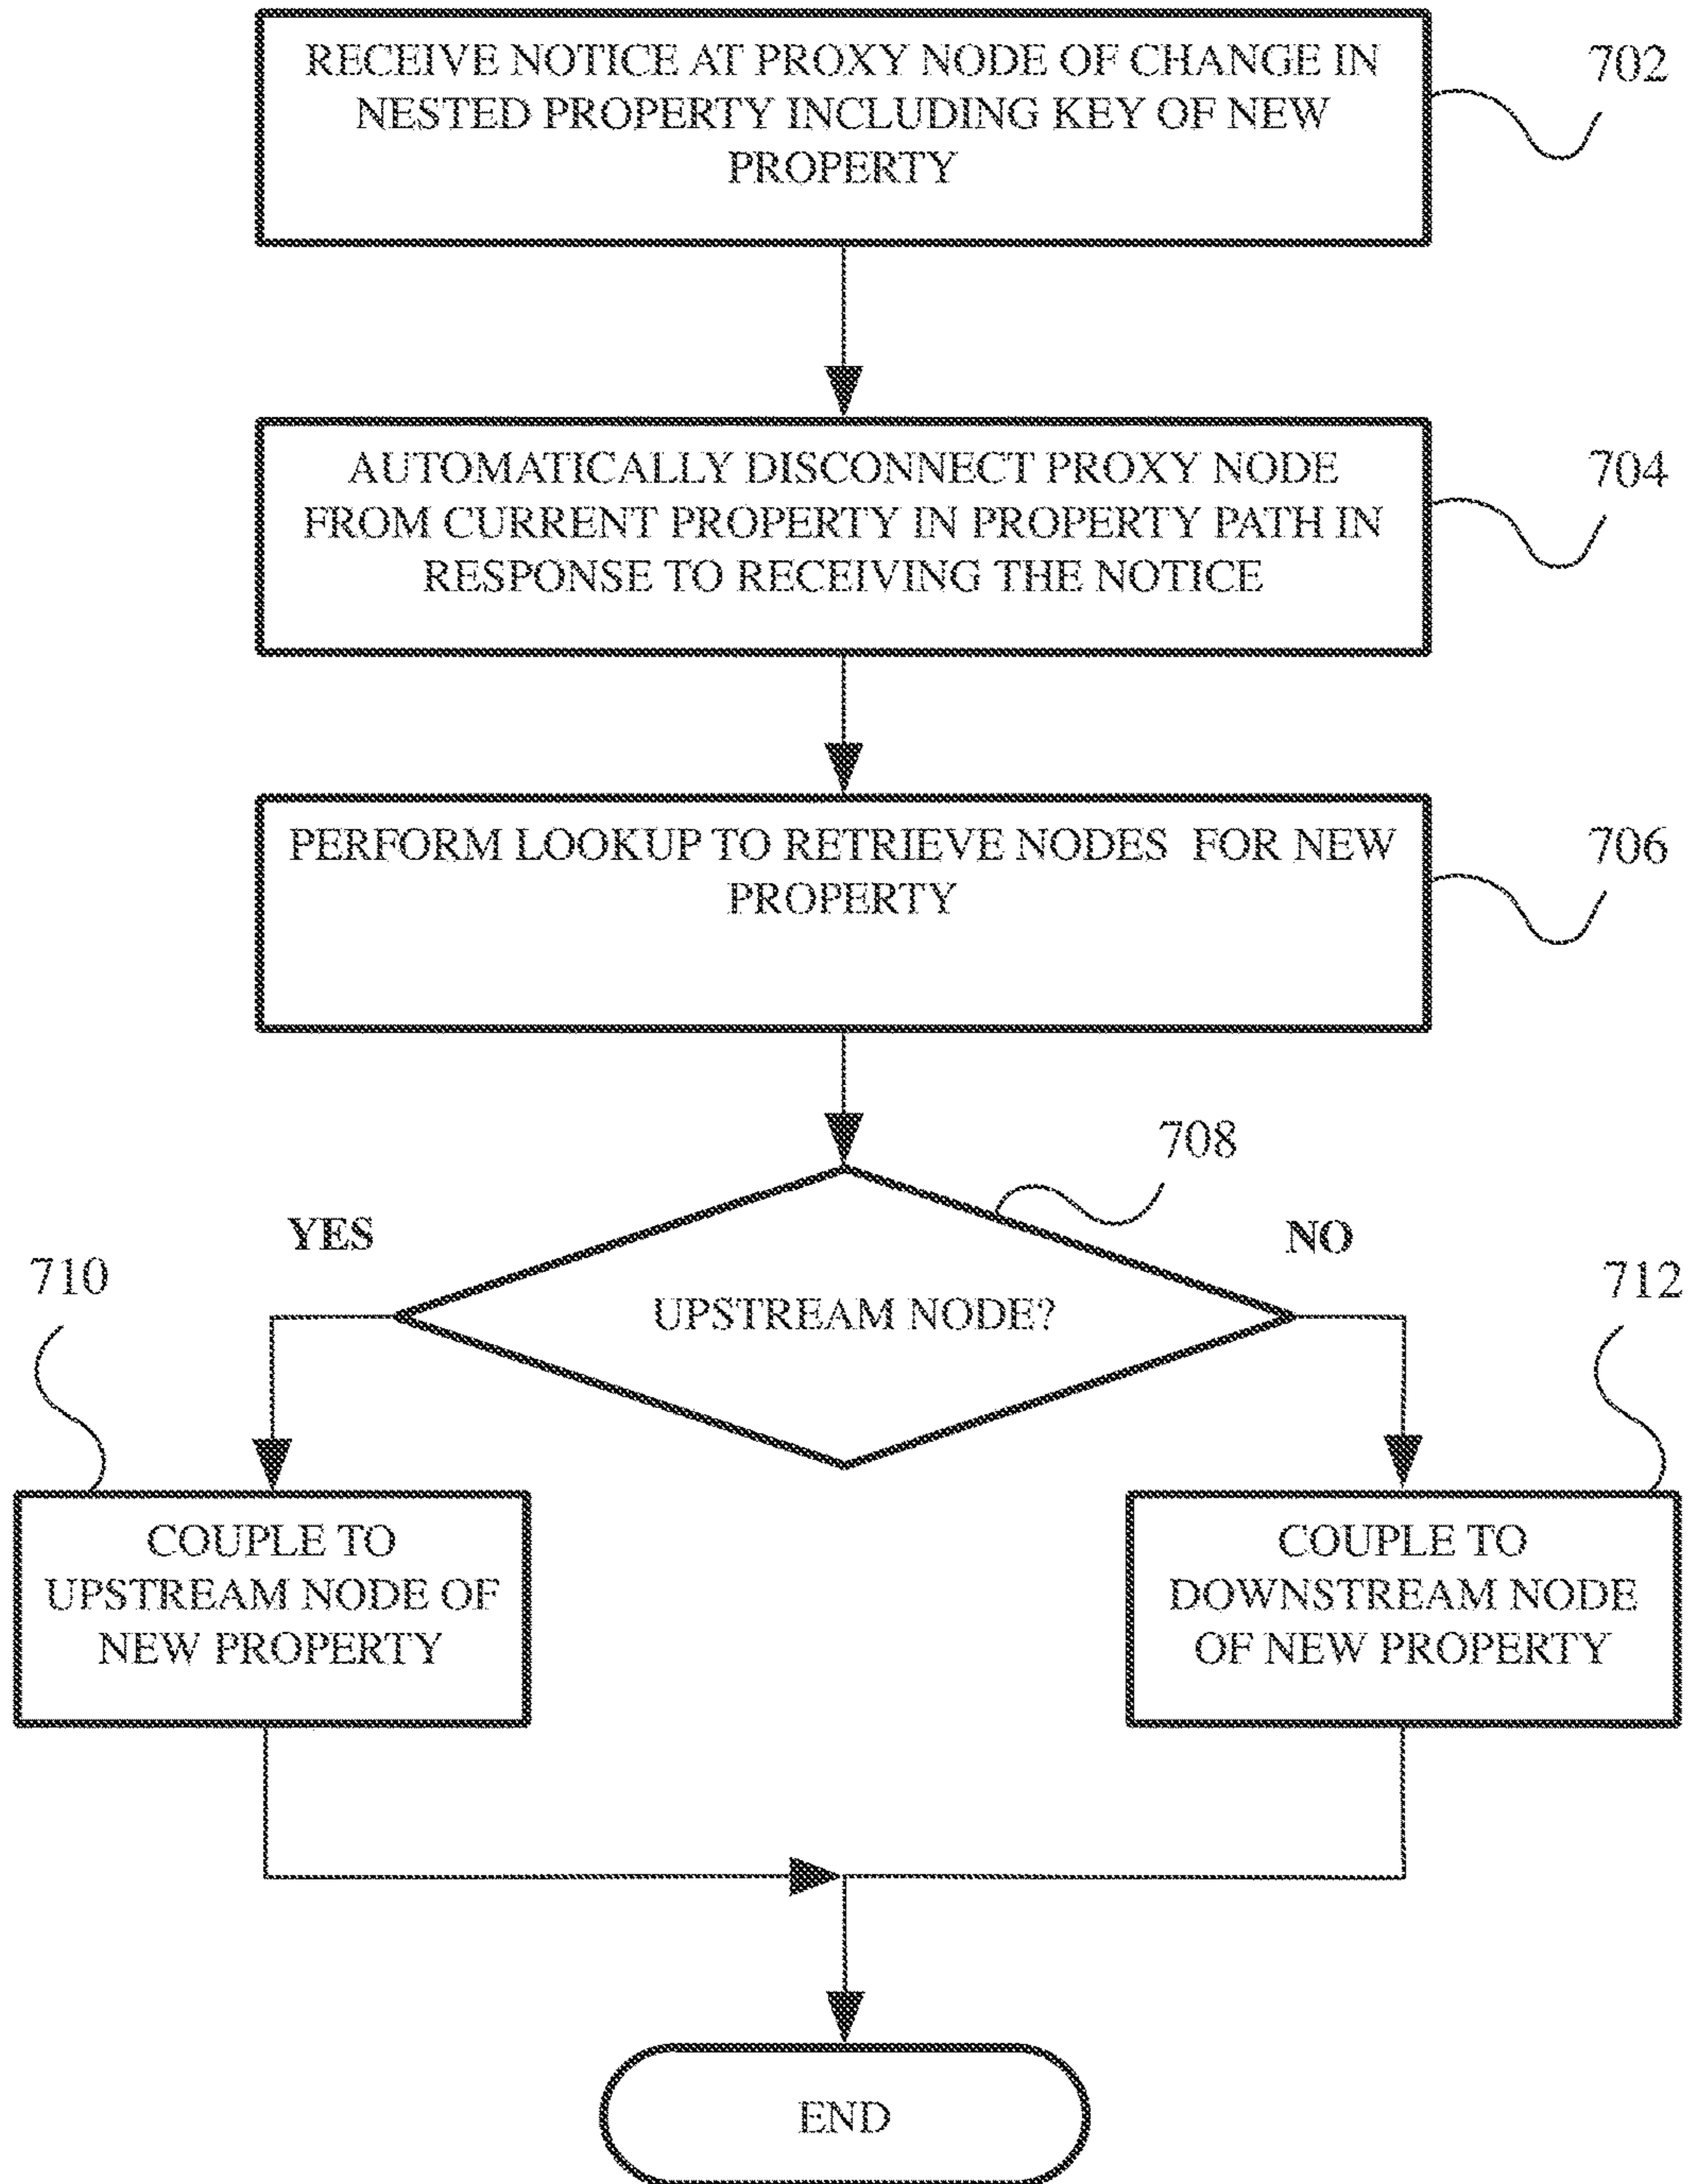 RECEIVE NOTICE AT PROXY NODE OF CHANGE IN
NESTED PROPERTY INCLUDING KEY OF NEW
PROPERTY
702
AUTOMATICALLY DISCONNECT PROXY NODE
FROM CURRENT PROPERTY IN PROPERTY PATH IN
RESPONSE TO RECEIVING THE NOTICE
704
PERFORM LOOKUP TO RETRIEVE NODES FOR NEW
PROPERTY
706
708
YES
NO
710
UPSTREAM NODE?
712
COUPLE TO
UPSTREAM NODE OF
NEW PROPERTY
COUPLE TO
DOWNSTREAM NODE
OF NEW PROPERTY
END